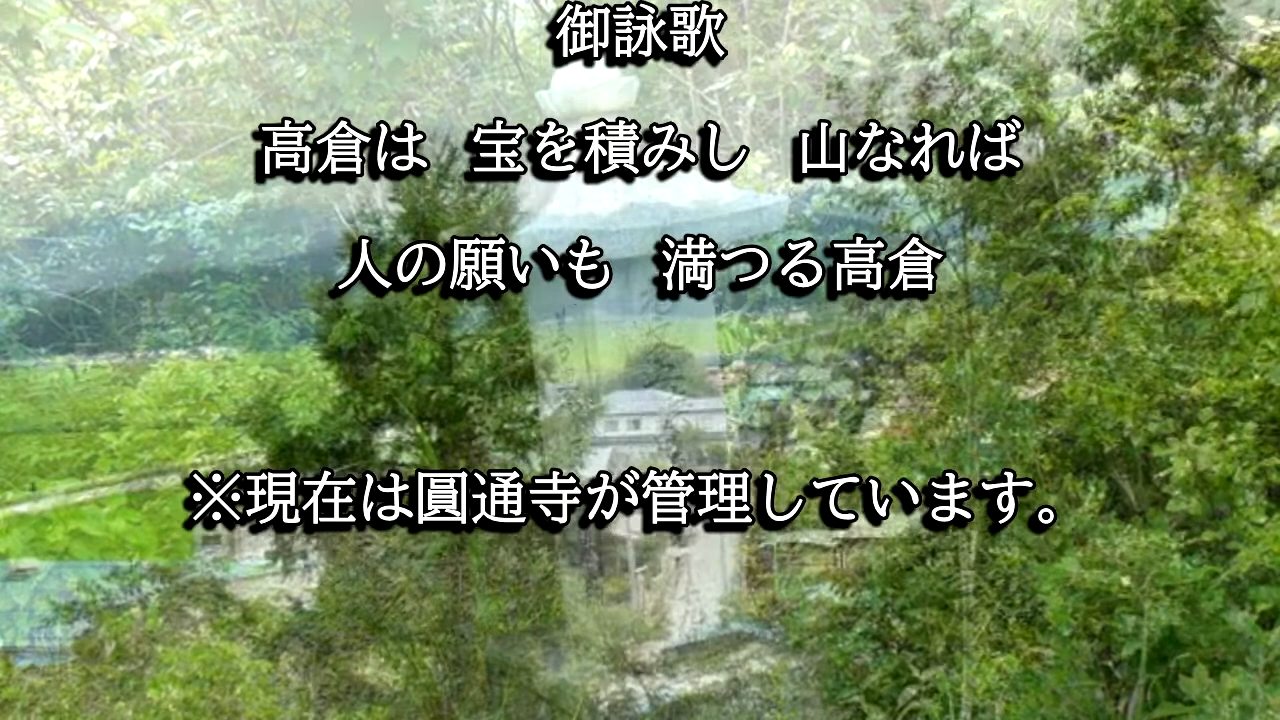 御詠歌
高倉は　宝を積みし　山なれば
人の願いも　満つる高倉
※現在は圓通寺が管理しています。